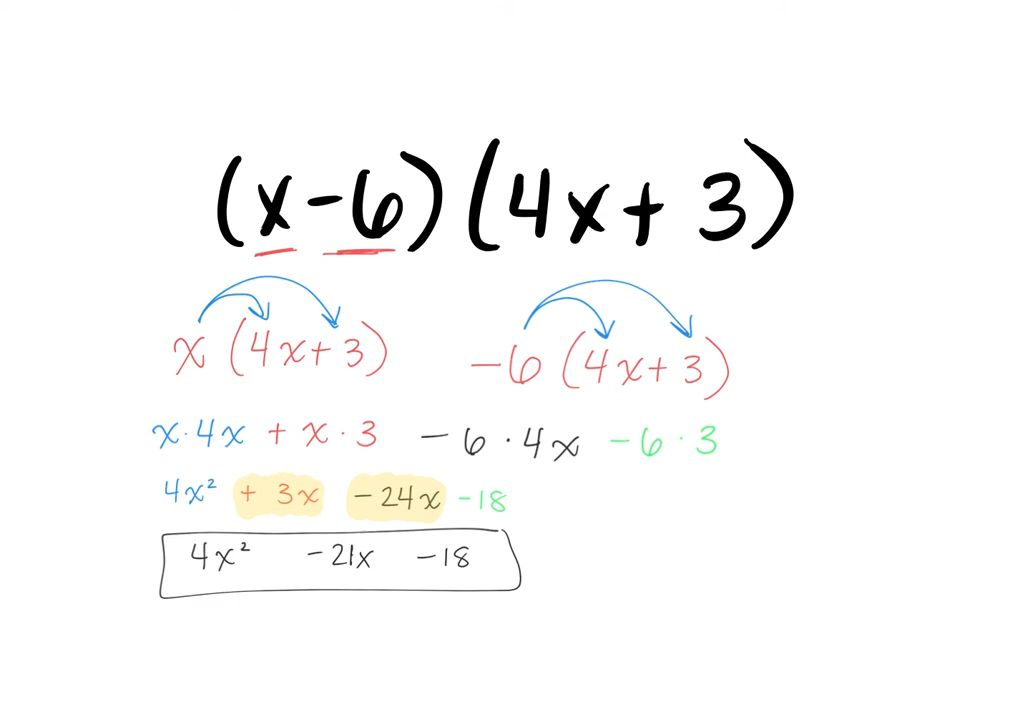 (x - 6)(4x + 3)
x (4x + 3) -6 (4x + 3)
x · 4x + x · 3 - 6 · 4x - 6 · 3
4x² + 3x - 24x - 18
4x² - 21x - 18